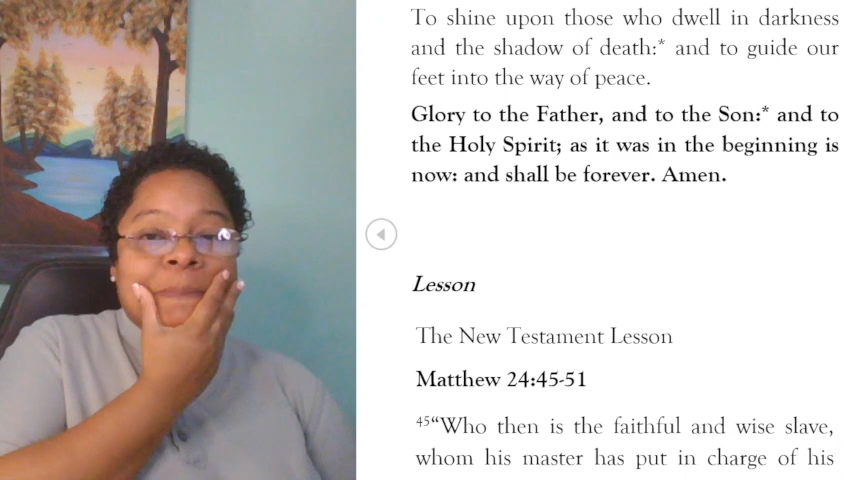 To shine upon those who dwell in darkness
and the shadow of death:* and to guide our
feet into the way of peace.
Glory to the Father, and to the Son:* and to
the Holy Spirit; as it was in the beginning is
now: and shall be forever. Amen.
Lesson
The New Testament Lesson
Matthew 24:45-51
45“Who then is the faithful and wise slave,
whom his master has put in charge of his